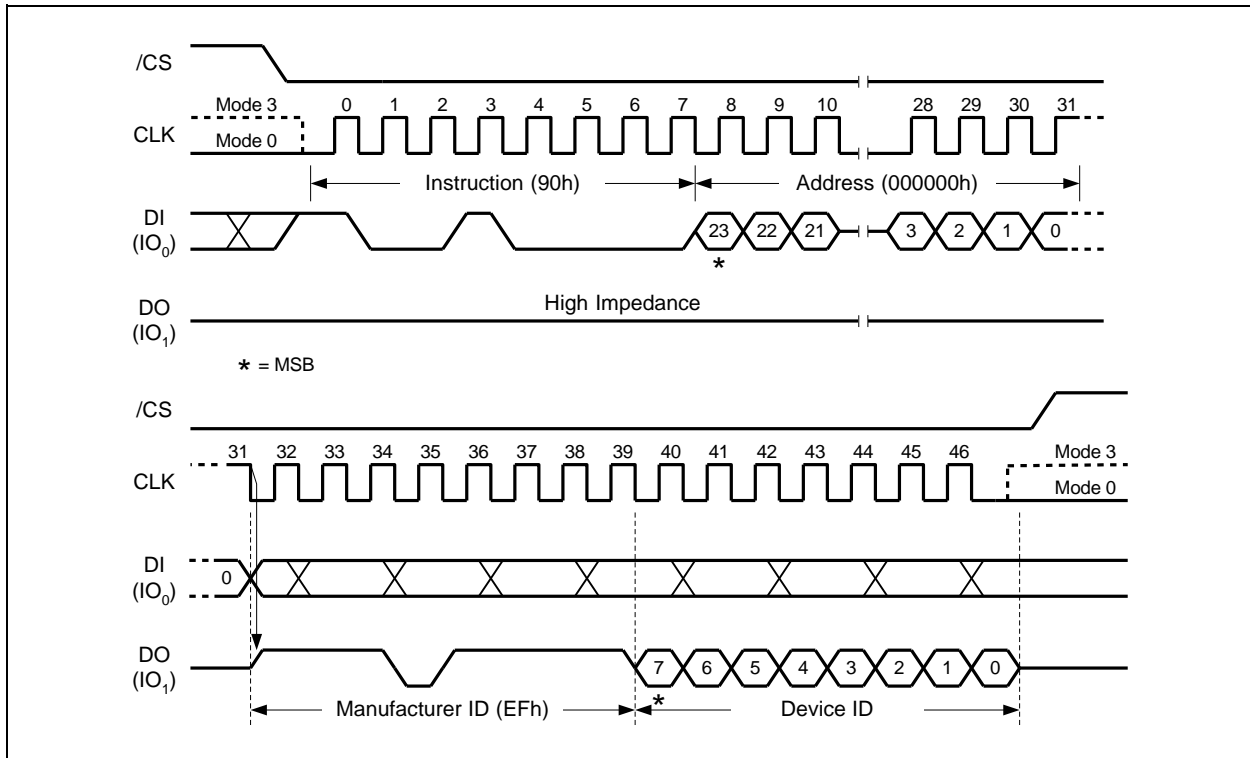 /CS
Mode 3
0 1 2 3 4 5 6 7 8 9 10 28 29 30 31
CLK
Mode 0
Instruction (90h)
Address (000000h)
DI
(IO0)
23 22 21 3 2 1 0
*
DO
(IO1)
High Impedance
* = MSB
/CS
31 32 33 34 35 36 37 38 39 40 41 42 43 44 45 46
Mode 3
CLK
Mode 0
DI
(IO0)
0
DO
(IO1)
7 6 5 4 3 2 1 0
*
Manufacturer ID (EFh)
Device ID